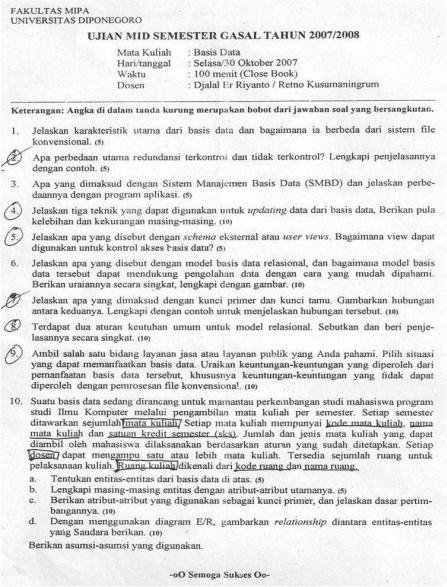 FAKULTAS MIPA
UNIVERSITAS DIPONEGORO
UJIAN MID SEMESTER GASAL TAHUN 2007/2008
Mata Kuliah : Basis Data
Hari/tanggal : Selasa/30 Oktober 2007
Waktu : 100 menit (Close Book)
Dosen : Djalal Er Riyanto / Retno Kusumaningrum
Keterangan: Angka di dalam tanda kurung merupakan bobot dari jawaban soal yang bersangkutan.
1. Jelaskan karakteristik utama dari basis data dan bagaimana ia berbeda dari sistem file
konvensional. (5)
2. Apa perbedaan utama redundansi terkontrol dan tidak terkontrol? Lengkapi penjelasannya
dengan contoh. (5)
3. Apa yang dimaksud dengan Sistem Manajemen Basis Data (SMBD) dan jelaskan perbe-
daannya dengan program aplikasi. (5)
4. Jelaskan tiga teknik yang dapat digunakan untuk updating data dari basis data, Berikan pula
kelebihan dan kekurangan masing-masing. (10)
5. Jelaskan apa yang disebut dengan schema eksternal atau user views. Bagaimana view dapat
digunakan untuk kontrol akses basis data? (5)
6. Jelaskan apa yang disebut dengan model basis data relasional, dan bagaimana model basis
data tersebut dapat mendukung pengolahan data dengan cara yang mudah dipahami.
Berikan uraiannya secara singkat, lengkapi dengan gambar. (10)
7. Jelaskan apa yang dimaksud dengan kunci primer dan kunci tamu. Gambarkan hubungan
antara keduanya. Lengkapi dengan contoh untuk menjelaskan hubungan tersebut. (10)
8. Terdapat dua aturan keutuhan umum untuk model relasional. Sebutkan dan beri penje-
lasannya secara singkat. (10)
9. Ambil salah satu bidang layanan jasa atau layanan publik yang Anda pahami. Pilih situasi
yang dapat memanfaatkan basis data. Uraikan keuntungan-keuntungan yang diperoleh dari
pemanfaatan basis data tersebut, khususnya keuntungan-keuntungan yang tidak dapat
diperoleh dengan pemrosesan file konvensional. (10)
10. Suatu basis data sedang dirancang untuk memantau perkembangan studi mahasiswa program
studi Ilmu Komputer melalui pengambilan mata kuliah per semester. Setiap semester
ditawarkan sejumlah mata kuliah. Setiap mata kuliah mempunyai kode mata kuliah, nama
mata kuliah dan satuan kredit semester (sks). Jumlah dan jenis mata kuliah yang dapat
diambil oleh mahasiswa dilaksanakan berdasarkan aturan yang sudah ditetapkan. Setiap
dosen dapat mengampu satu atau lebih mata kuliah. Tersedia sejumlah ruang untuk
pelaksanaan kuliah. Ruang kuliah dikenali dari kode ruang dan nama ruang.
a. Tentukan entitas-entitas dari basis data di atas. (5)
b. Lengkapi masing-masing entitas dengan atribut-atribut utamanya. (5)
c. Berikan atribut-atribut yang digunakan sebagai kunci primer, dan jelaskan dasar pertim-
bangannya. (10)
d. Dengan menggunakan diagram E/R, gambarkan relationship diantara entitas-entitas
yang Saudara berikan. (10)
Berikan asumsi-asumsi yang digunakan.
-oO Semoga Sukses Oo-